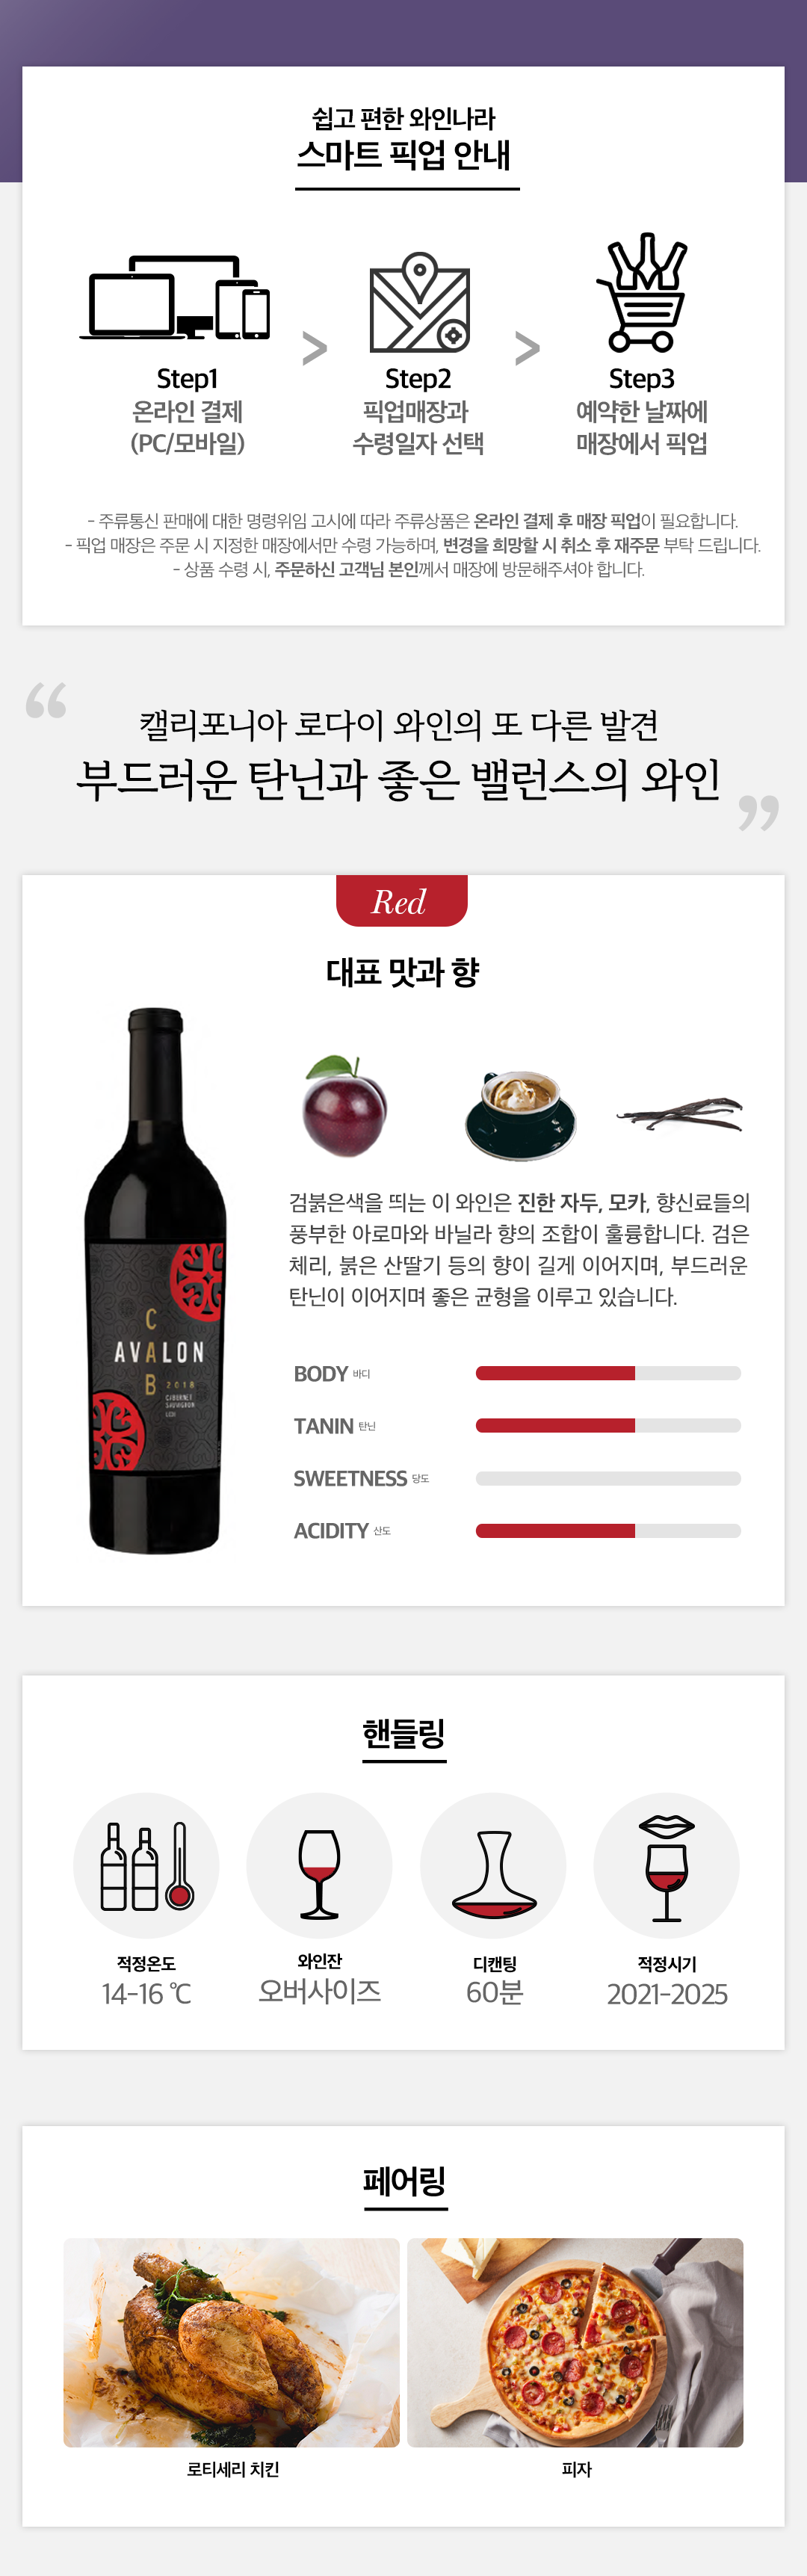 쉽고 편한 와인나라
스마트 픽업 안내
Step1
온라인 결제
(PC/모바일)
>
Step2
픽업매장과
수령일자 선택
>
Step3
예약한 날짜에
매장에서 픽업
- 주류통신 판매에 대한 명령위임 고시에 따라 주류상품은 온라인 결제 후 매장 픽업이 필요합니다.
- 픽업 매장은 주문 시 지정한 매장에서만 수령 가능하며, 변경을 희망할 시 취소 후 재주문 부탁 드립니다.
- 상품 수령 시, 주문하신 고객님 본인께서 매장에 방문해주셔야 합니다.
“
캘리포니아 로다이 와인의 또 다른 발견
부드러운 탄닌과 좋은 밸런스의 와인
”
Red
대표 맛과 향
검붉은색을 띄는 이 와인은 진한 자두, 모카, 향신료들의
풍부한 아로마와 바닐라 향의 조합이 훌륭합니다. 검은
체리, 붉은 산딸기 등의 향이 길게 이어지며, 부드러운
탄닌이 이어지며 좋은 균형을 이루고 있습니다.
C
AVALON
B
2018
CABERNET
SAUVIGNON
LODI
BODY 바디
TANIN 탄닌
SWEETNESS 당도
ACIDITY 산도
핸들링
적정온도
14-16 ℃
와인잔
오버사이즈
디캔팅
60분
적정시기
2021-2025
페어링
로티세리 치킨
피자